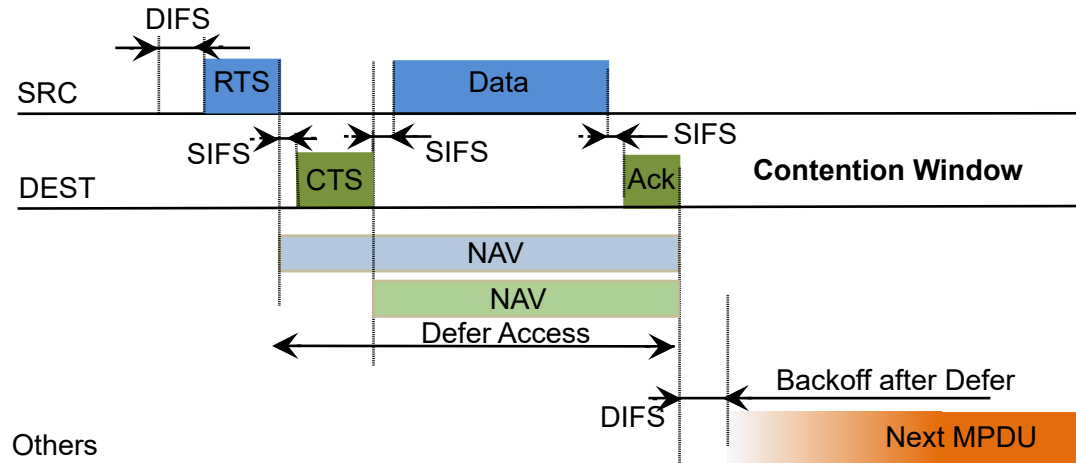 DIFS
RTS
Data
SRC
SIFS
SIFS
SIFS
CTS
Ack
Contention Window
DEST
NAV
NAV
Defer Access
Backoff after Defer
DIFS
Next MPDU
Others